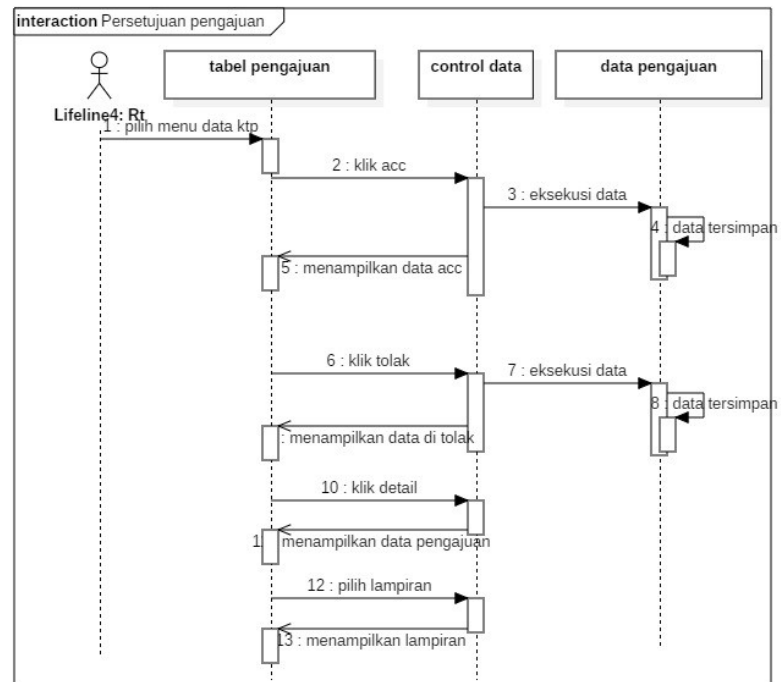 interaction Persetujuan pengajuan
tabel pengajuan
control data
data pengajuan
Lifeline4: Rt
1 : pilih menu data ktp
2 : klik acc
3 : eksekusi data
4 : data tersimpan
5 : menampilkan data acc
6 : klik tolak
7 : eksekusi data
8 : data tersimpan
: menampilkan data di tolak
10 : klik detail
1 menampilkan data pengajuan
12 : pilih lampiran
13 : menampilkan lampiran